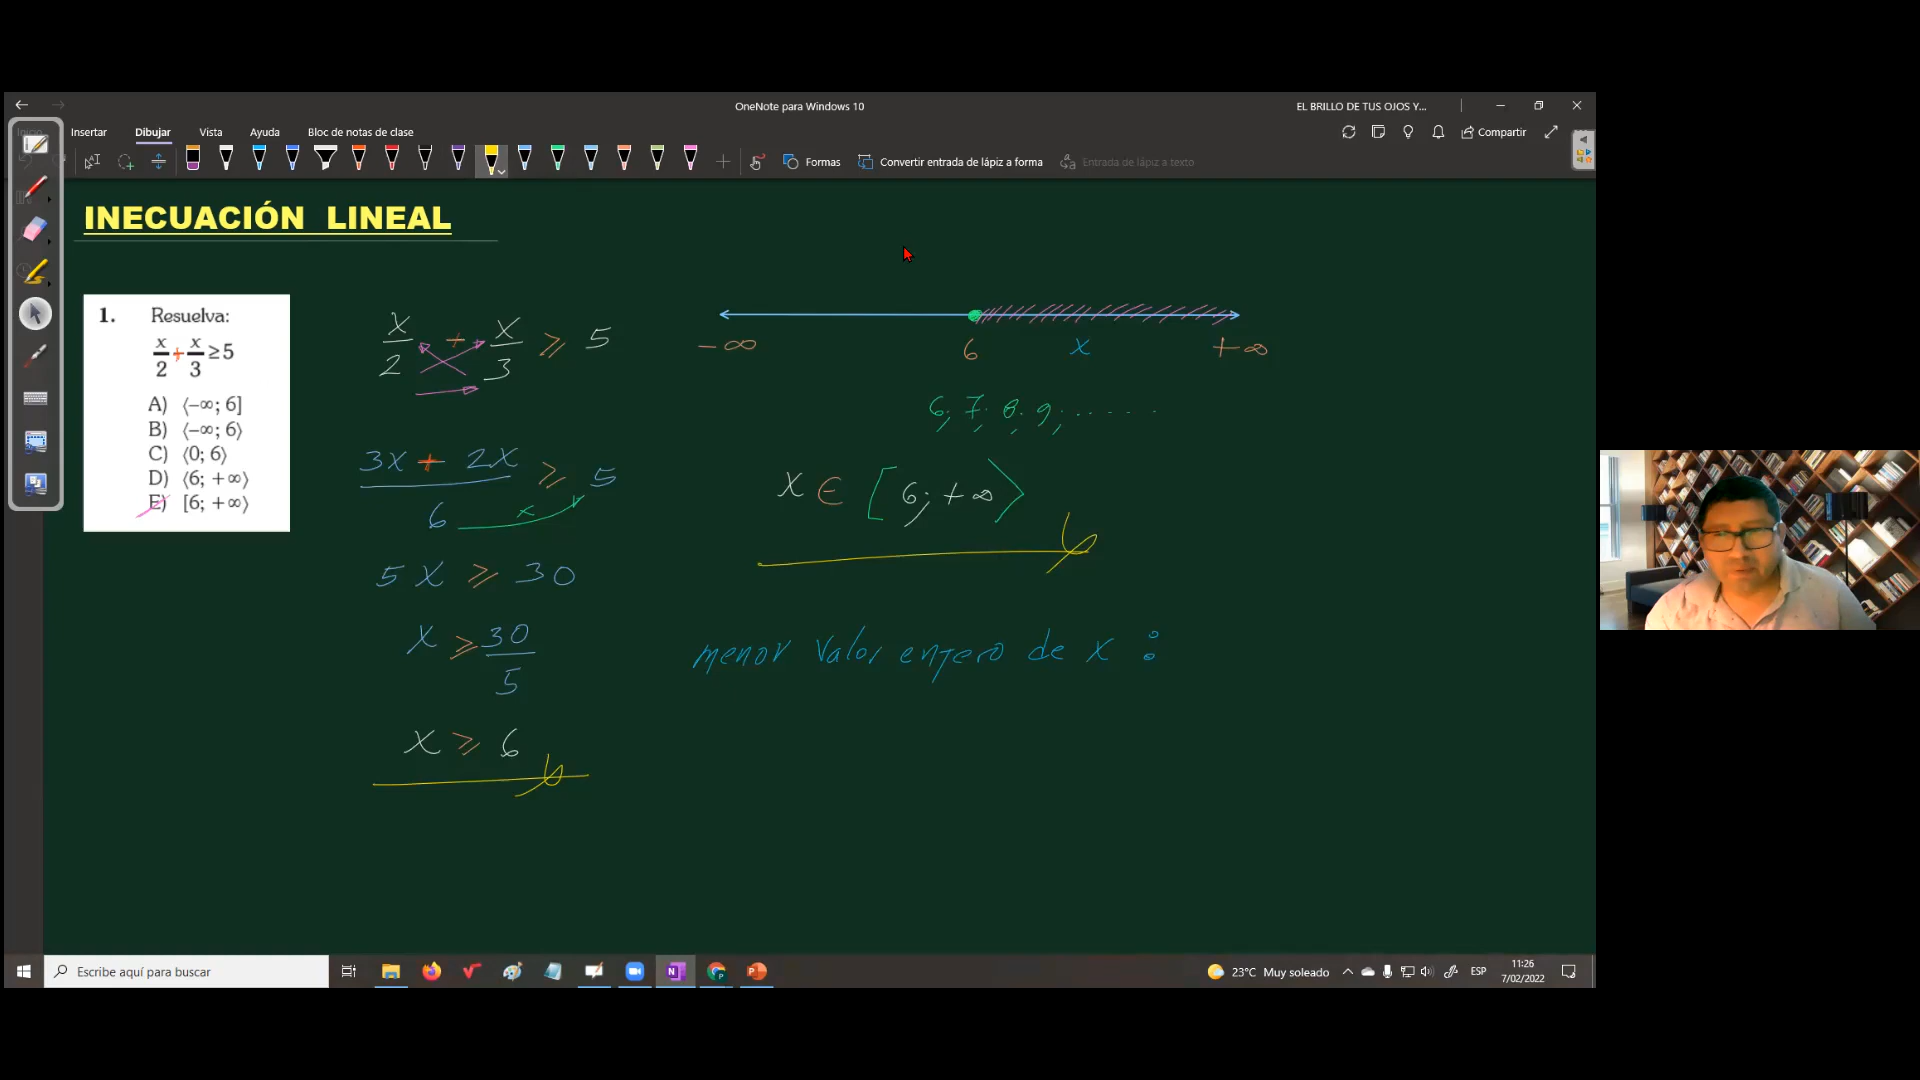 OneNote para Windows 10
EL BRILLO DE TUS OJOS Y...
Insertar Dibujar Vista Ayuda Bloc de notas de clase
Compartir
Formas Convertir entrada de lápiz a forma Entrada de lápiz a texto
INECUACIÓN LINEAL
1. Resuelva:
x/2 + x/3 ≥ 5
A) ⟨−∞; 6]
B) ⟨−∞; 6⟩
C) ⟨0; 6⟩
D) ⟨6; +∞⟩
E) [6; +∞⟩
x/2 + x/3 ≥ 5
3x + 2x / 6 ≥ 5
x
5x ≥ 30
x ≥ 30/5
x ≥ 6
−∞ 6 x +∞
6; 7; 8; 9; ......
x ∈ [6; +∞⟩
menor valor entero de x :
Escribe aquí para buscar
23°C Muy soleado
ESP
11:26
7/02/2022